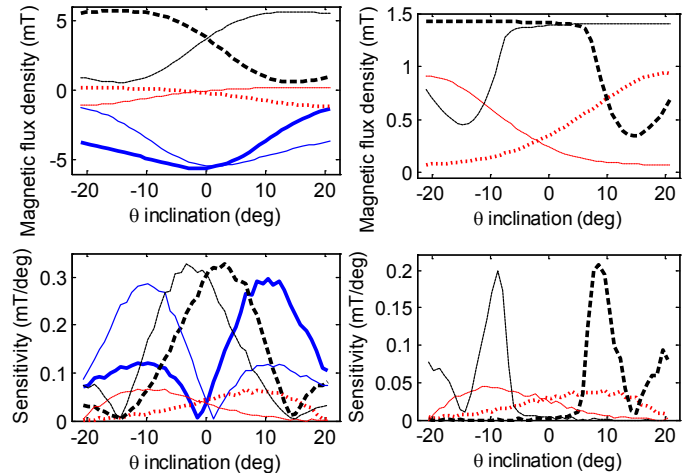 Magnetic flux density (mT)
5
0
-5
-20 -10 0 10 20
θ inclination (deg)
Magnetic flux density (mT)
1.5
1
0.5
0
-20 -10 0 10 20
θ inclination (deg)
Sensitivity (mT/deg)
0.3
0.2
0.1
0
-20 -10 0 10 20
θ inclination (deg)
Sensitivity (mT/deg)
0.2
0.15
0.1
0.05
0
-20 -10 0 10 20
θ inclination (deg)